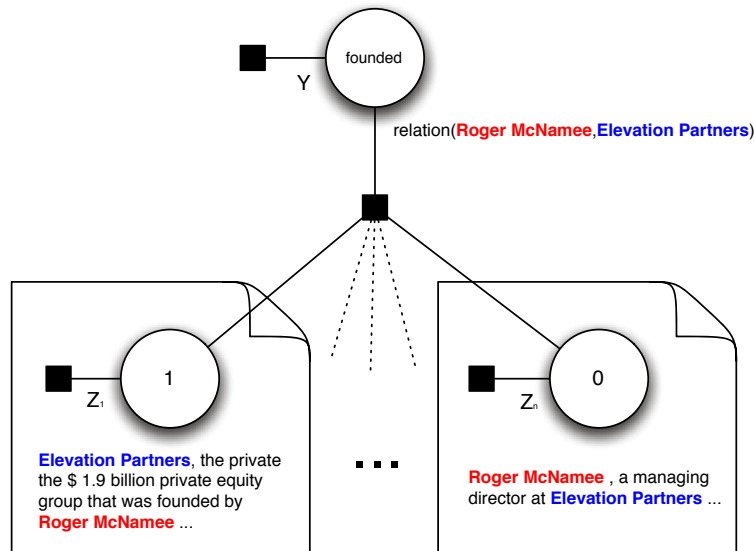 founded
Y
relation(Roger McNamee,Elevation Partners)
1
Z1
Elevation Partners, the private
the $ 1.9 billion private equity
group that was founded by
Roger McNamee ...
...
0
Zn
Roger McNamee , a managing
director at Elevation Partners ...